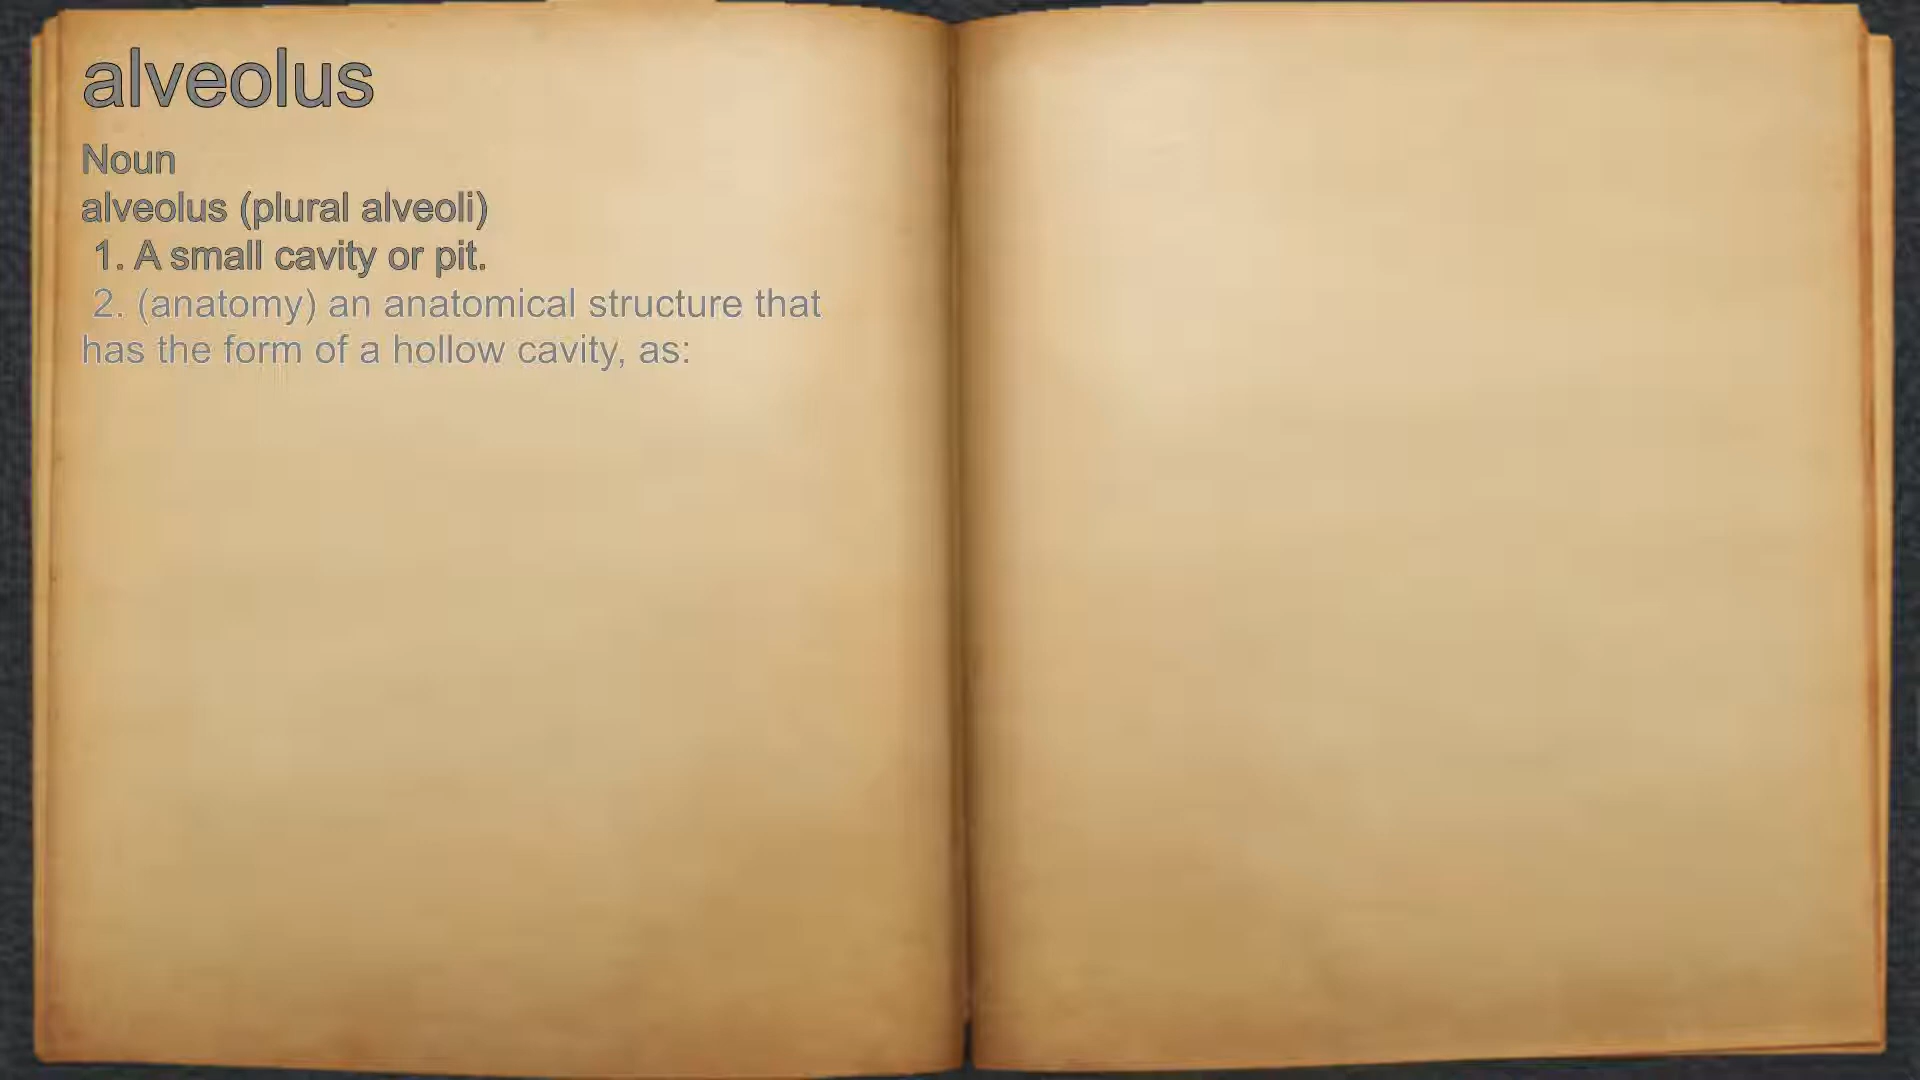 alveolus
Noun
alveolus (plural alveoli)
1. A small cavity or pit.
2. (anatomy) an anatomical structure that
has the form of a hollow cavity, as: